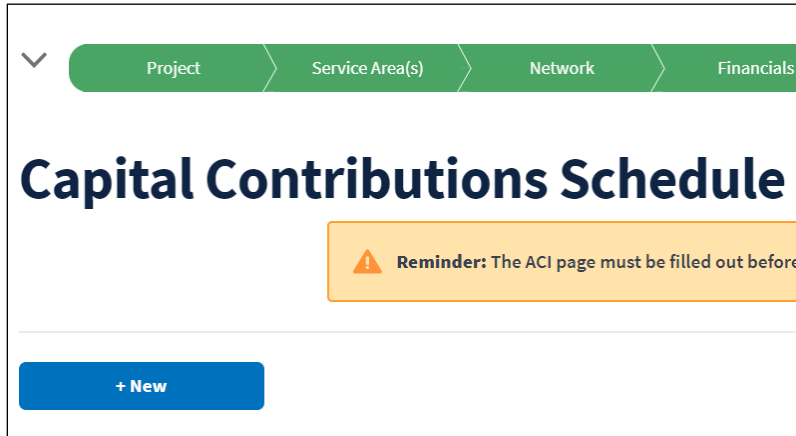 Project Service Area(s) Network Financials
Capital Contributions Schedule
Reminder: The ACI page must be filled out before
+ New